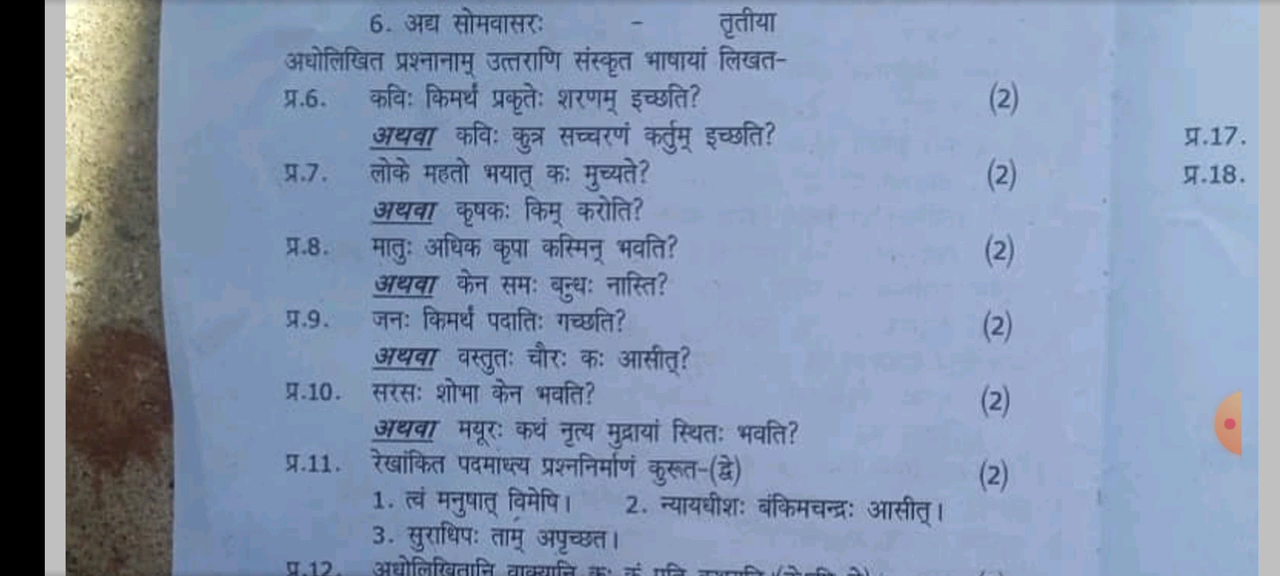 6. अद्य सोमवासरः - तृतीया
अधोलिखित प्रश्नानाम् उत्तराणि संस्कृत भाषायां लिखत-
प्र.6. कविः किमर्थं प्रकृतेः शरणम् इच्छति? (2)
अथवा कविः कुत्र सच्चरणं कर्तुम् इच्छति?
प्र.17.
प्र.7. लोके महतो भयात् कः मुच्यते? (2)
प्र.18.
अथवा कृषकः किम् करोति?
प्र.8. मातुः अधिक कृपा कस्मिन् भवति? (2)
अथवा केन समः बुन्धः नास्ति?
प्र.9. जनः किमर्थं पदातिः गच्छति? (2)
अथवा वस्तुतः चौरः कः आसीत्?
प्र.10. सरसः शोभा केन भवति? (2)
अथवा मयूरः कथं नृत्य मुद्रायां स्थितः भवति?
प्र.11. रेखांकित पदमाधत्य प्रश्ननिर्माणं कुरूत-(द्वे) (2)
1. त्वं मनुषात् विमेषि। 2. न्यायधीशः बंकिमचन्द्रः आसीत्।
3. सुराधिपः ताम् अपृच्छत।
प्र.12. अधोलिखितानि वाक्यानि कः कं प्रति